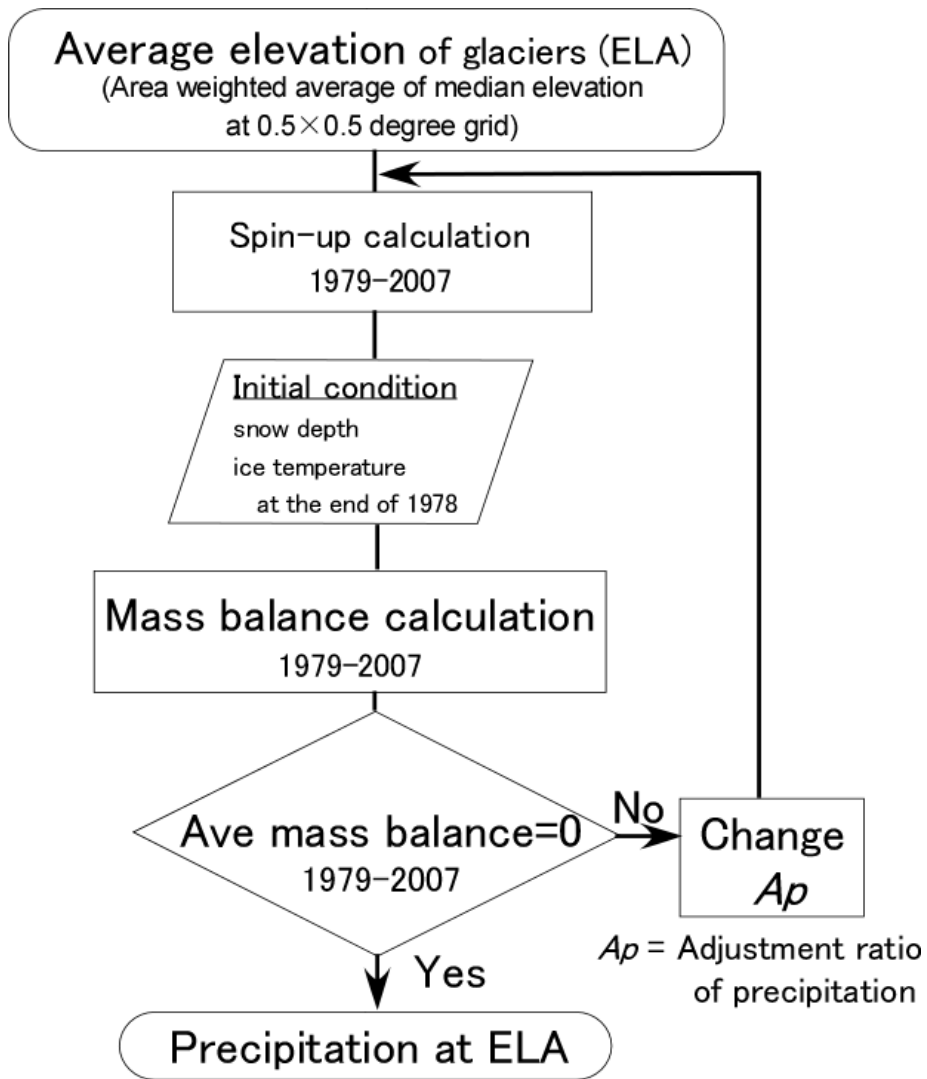 Average elevation of glaciers (ELA)
(Area weighted average of median elevation
at 0.5×0.5 degree grid)
Spin-up calculation
1979-2007
Initial condition
snow depth
ice temperature
at the end of 1978
Mass balance calculation
1979-2007
Ave mass balance=0
1979-2007
No
Change
Ap
Ap = Adjustment ratio
of precipitation
Yes
Precipitation at ELA